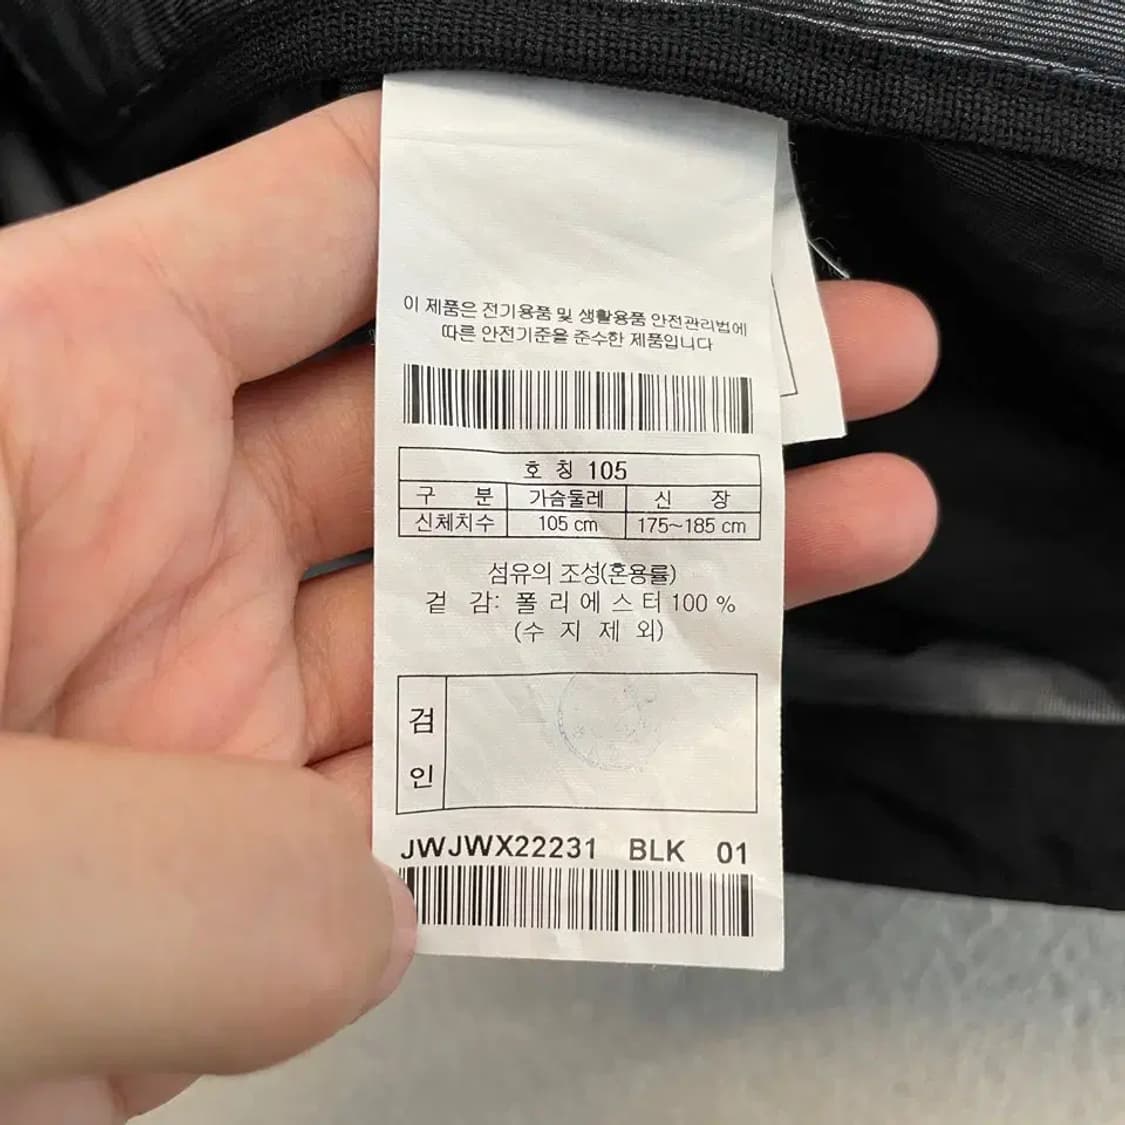 이 제품은 전기용품 및 생활용품 안전관리법에
따른 안전기준을 준수한 제품입니다
호 칭 105
구 분 가슴둘레 신 장
신체치수 105 cm 175~185 cm
섬유의 조성(혼용률)
겉 감: 폴 리 에 스 터 100 %
(수 지 제 외)
검
인
JWJWX22231 BLK 01